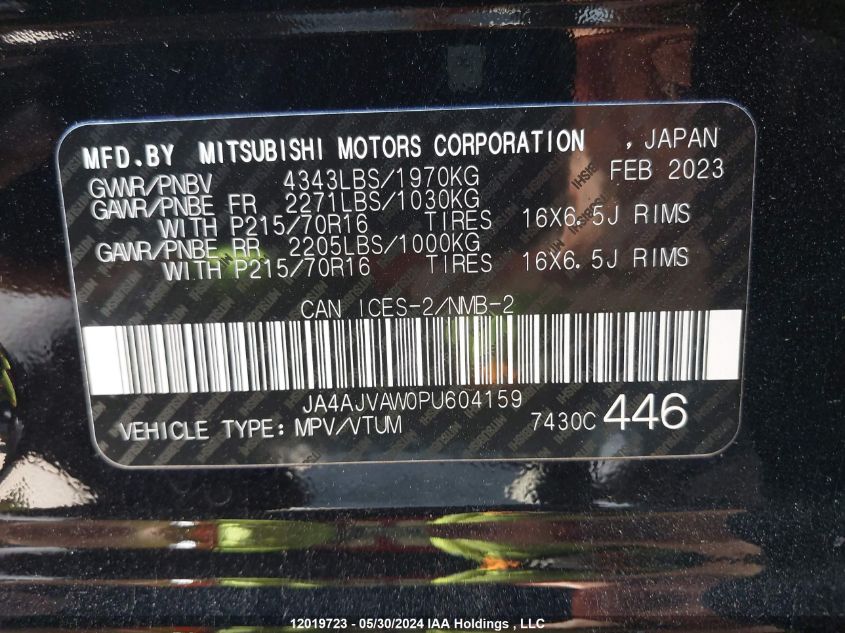 MFD.BY MITSUBISHI MOTORS CORPORATION , JAPAN
GVWR/PNBV 4343LBS/1970KG FEB 2023
GAWR/PNBE FR 2271LBS/1030KG
WITH P215/70R16 TIRES 16X6.5J RIMS
GAWR/PNBE RR 2205LBS/1000KG
WITH P215/70R16 TIRES 16X6.5J RIMS
CAN ICES-2/NMB-2
JA4AJVAW0PU604159
VEHICLE TYPE: MPV/VTUM 7430C 446
12019723 - 05/30/2024 IAA Holdings , LLC